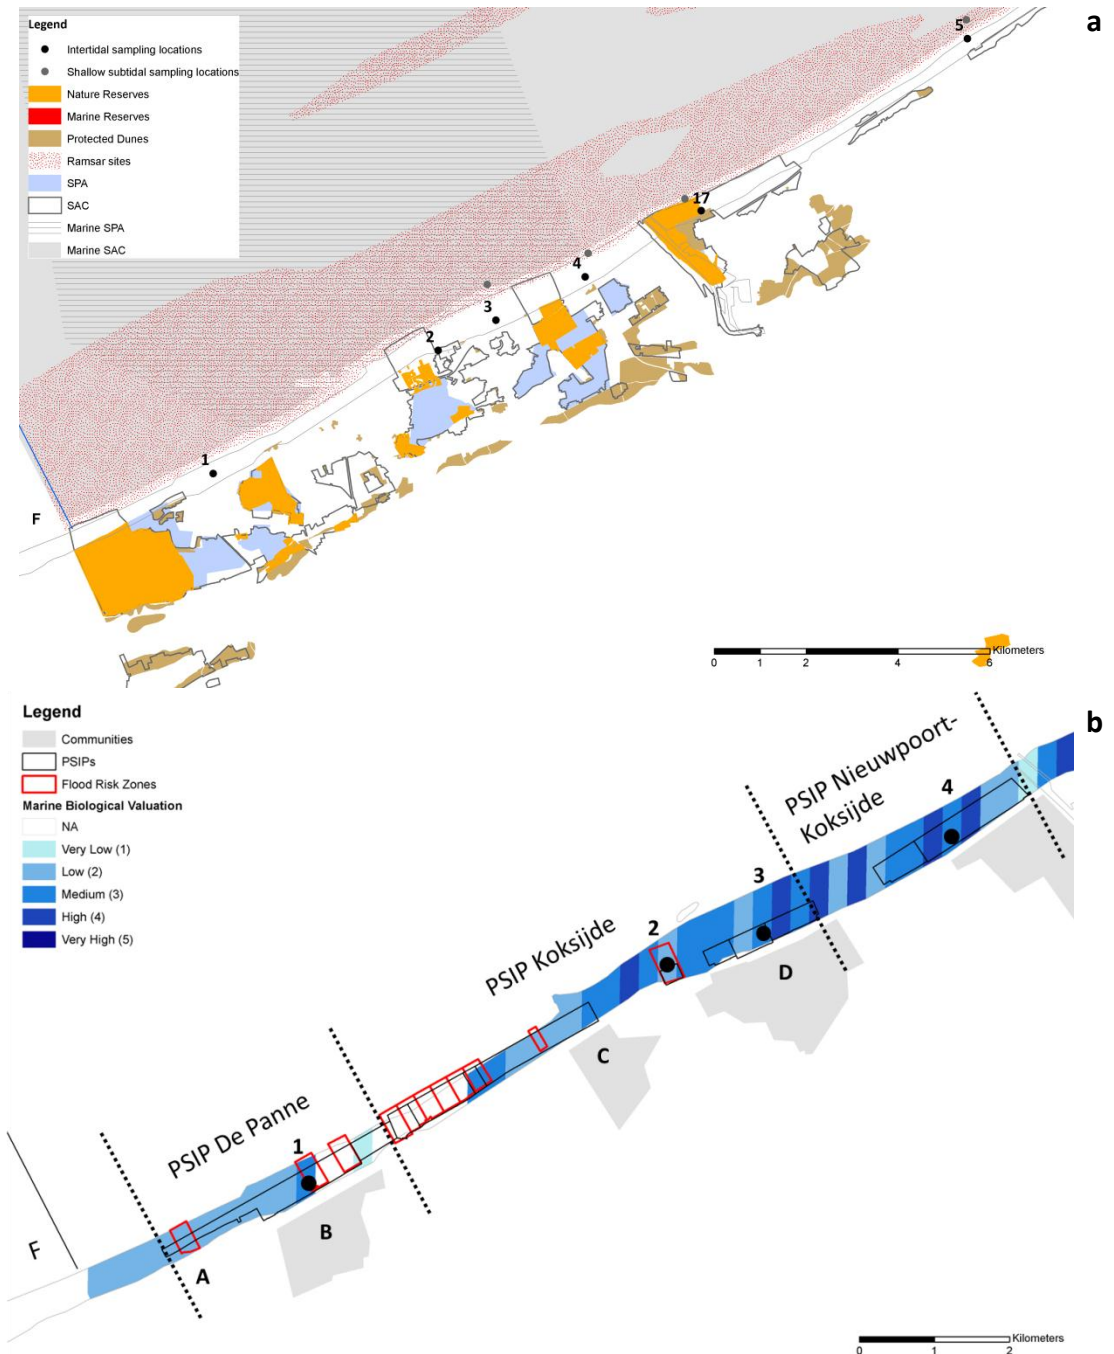 a
Legend
Intertidal sampling locations
Shallow subtidal sampling locations
Nature Reserves
Marine Reserves
Protected Dunes
Ramsar sites
SPA
SAC
Marine SPA
Marine SAC
5
17
4
3
2
1
F
Kilometers
0 1 2 4 6
b
Legend
Communities
PSIPs
Flood Risk Zones
Marine Biological Valuation
NA
Very Low (1)
Low (2)
Medium (3)
High (4)
Very High (5)
PSIP Nieuwpoort-
Koksijde
4
3
PSIP Koksijde
2
D
C
PSIP De Panne
1
B
A
F
Kilometers
0 1 2